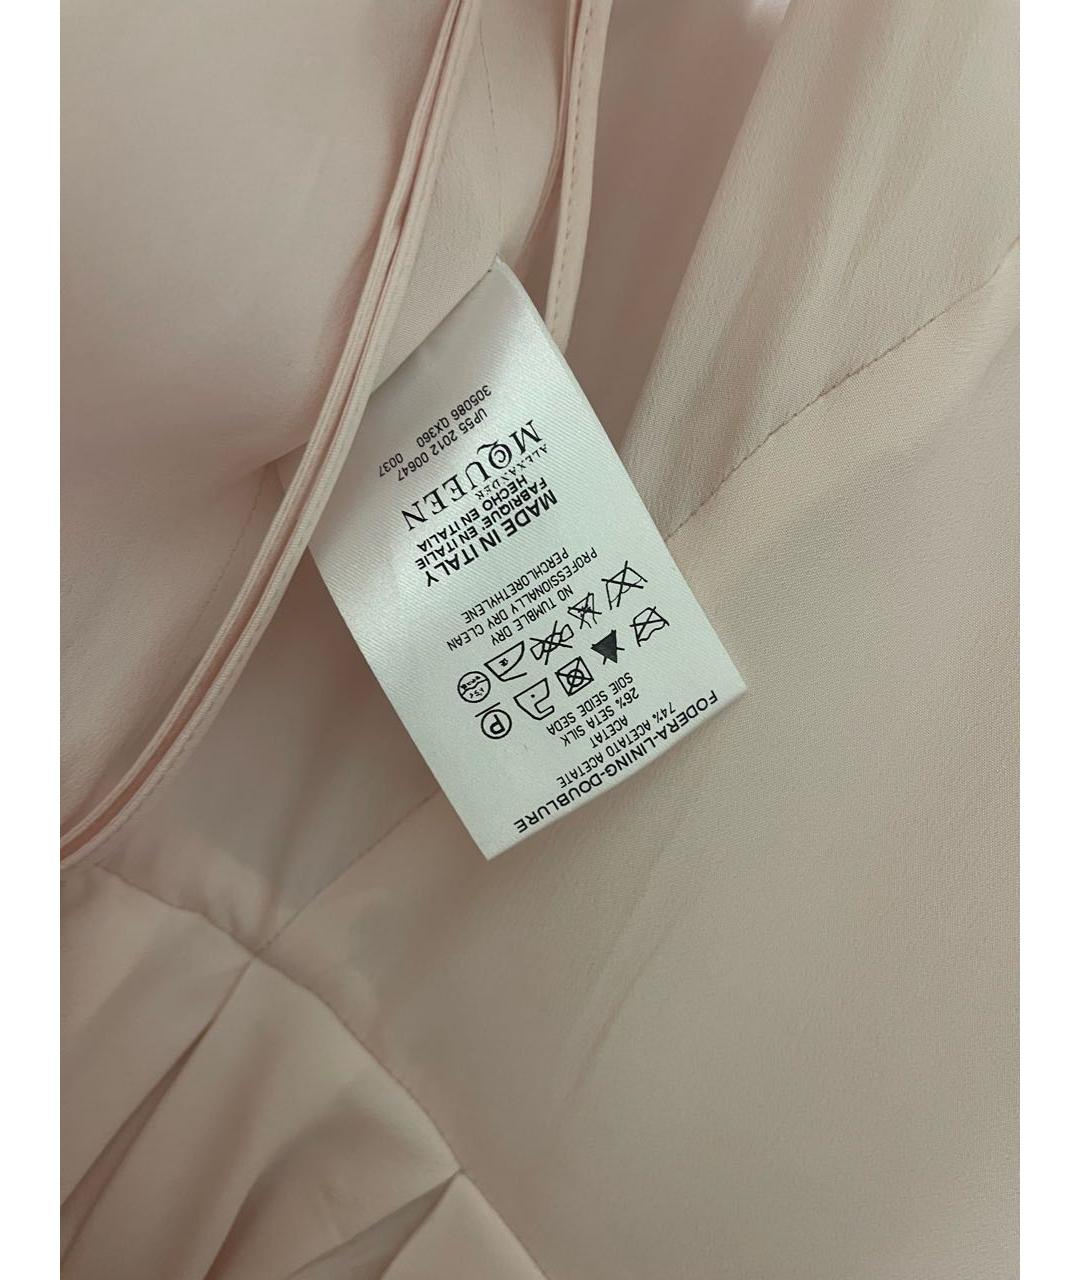 FODERA-LINING-DOUBLURE
74% ACETATO ACETATE
ACETAT
26% SETA SILK
SOIE SEIDE SEDA
P
NO TUMBLE DRY
PROFESSIONALLY DRY CLEAN
PERCHLORETHYLENE
MADE IN ITALY
FABRIQUE' EN ITALIE
HECHO EN ITALIA
ALEXANDER
MCQUEEN
UP55 2012 00647 0037
305086 QX360